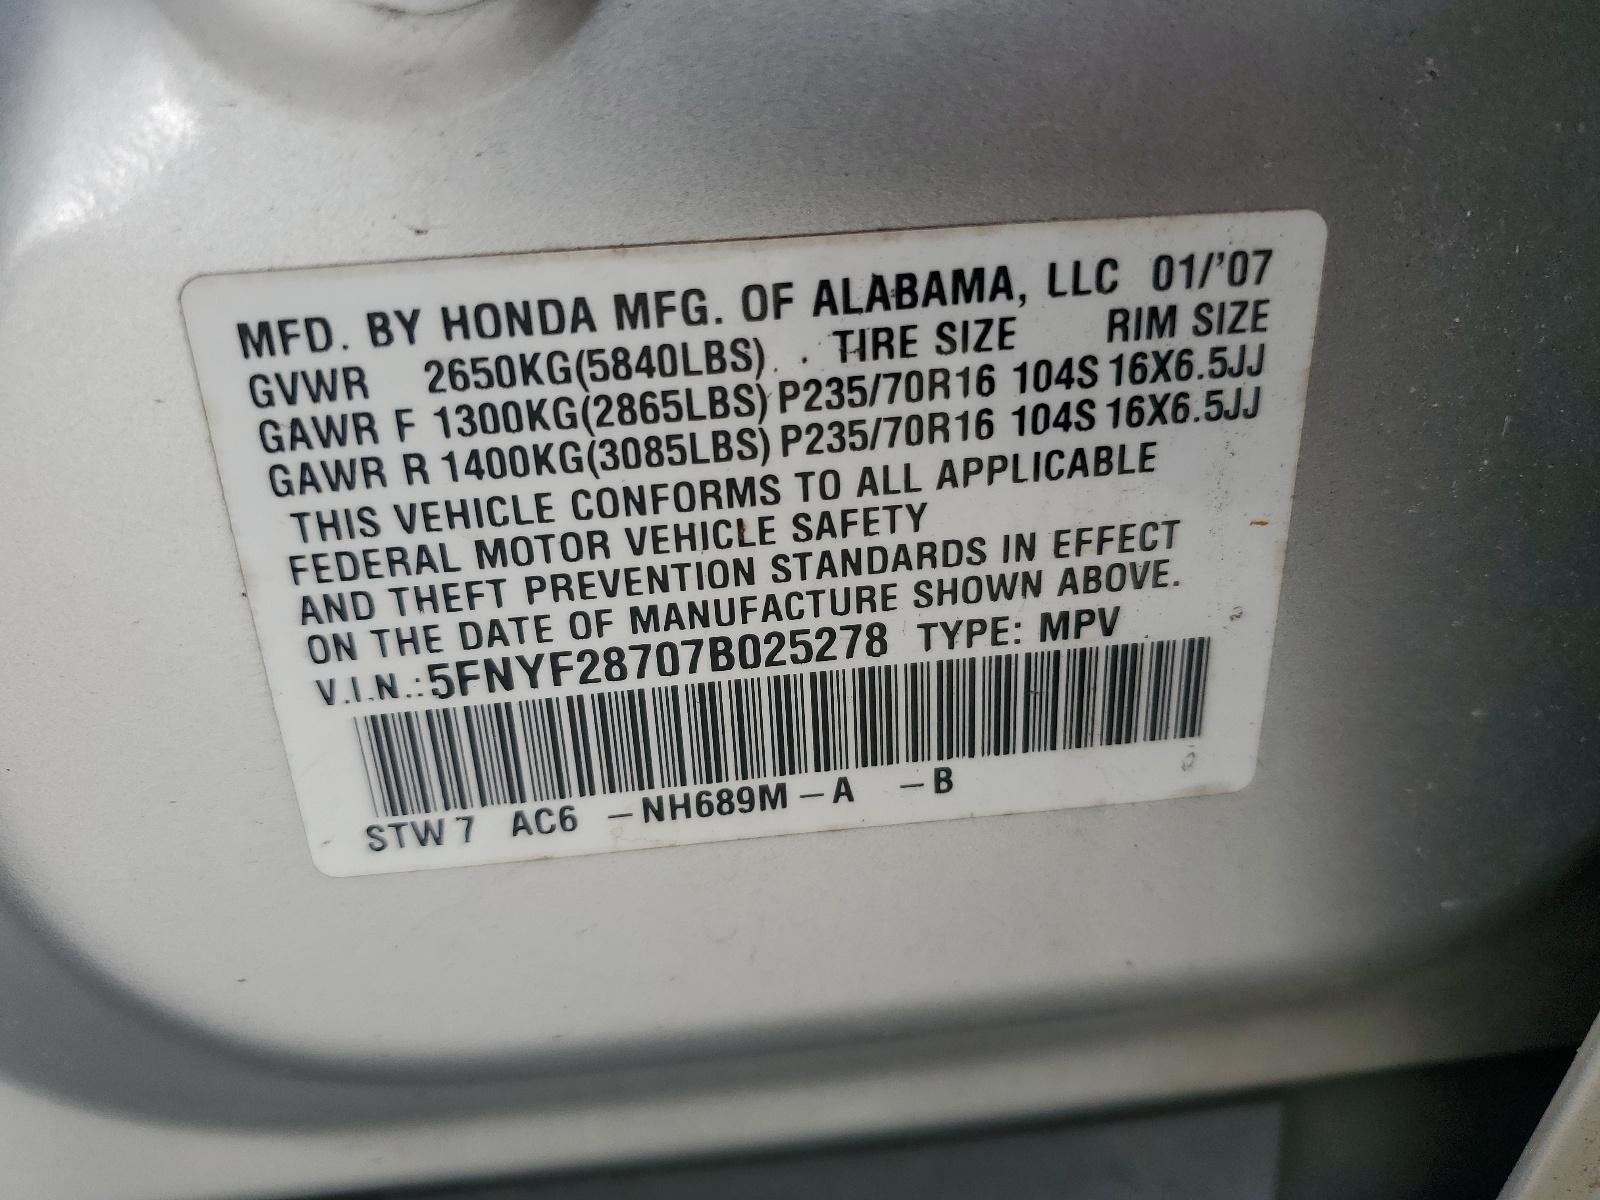 MFD. BY HONDA MFG. OF ALABAMA, LLC 01/'07
GVWR 2650KG(5840LBS) TIRE SIZE RIM SIZE
GAWR F 1300KG(2865LBS) P235/70R16 104S 16X6.5JJ
GAWR R 1400KG(3085LBS) P235/70R16 104S 16X6.5JJ
THIS VEHICLE CONFORMS TO ALL APPLICABLE
FEDERAL MOTOR VEHICLE SAFETY
AND THEFT PREVENTION STANDARDS IN EFFECT
ON THE DATE OF MANUFACTURE SHOWN ABOVE.
V.I.N.:5FNYF28707B025278 TYPE: MPV
STW 7 AC6 –NH689M –A –B